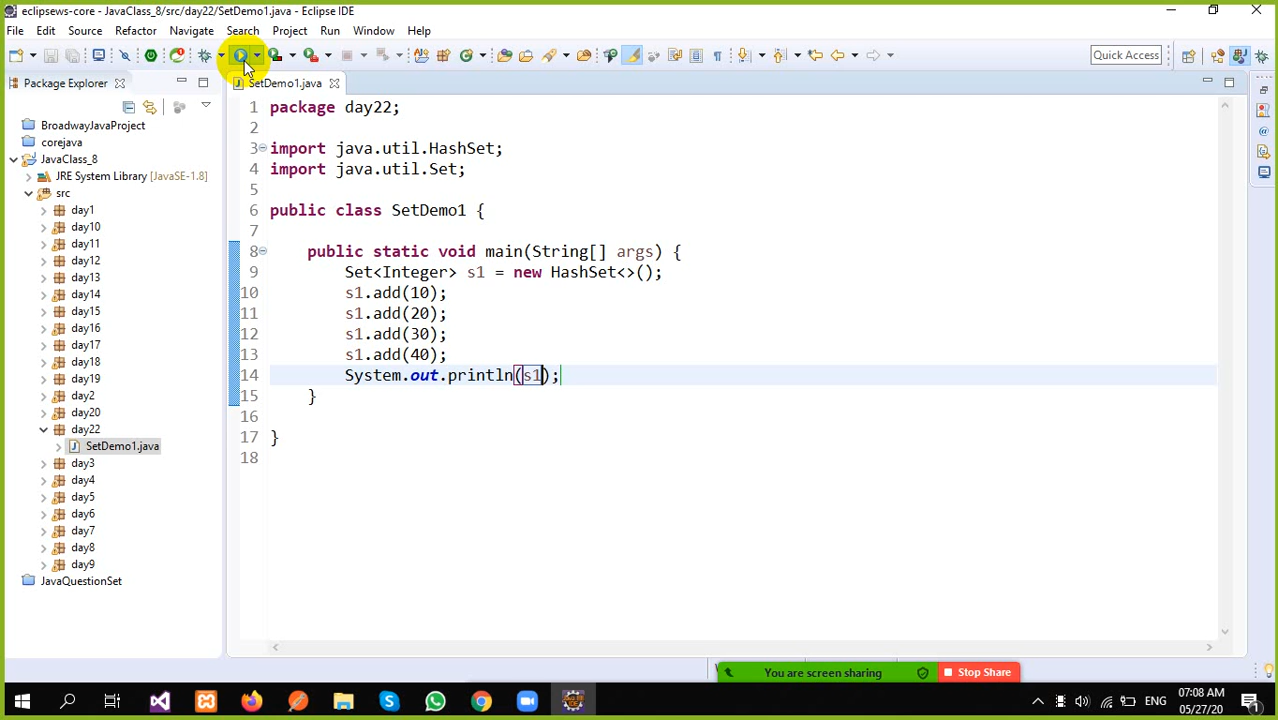 eclipsews-core - JavaClass_8/src/day22/SetDemo1.java - Eclipse IDE
File Edit Source Refactor Navigate Search Project Run Window Help
Quick Access
Package Explorer
SetDemo1.java
BroadwayJavaProject
corejava
JavaClass_8
JRE System Library [JavaSE-1.8]
src
day1
day10
day11
day12
day13
day14
day15
day16
day17
day18
day19
day2
day20
day22
SetDemo1.java
day3
day4
day5
day6
day7
day8
day9
JavaQuestionSet
1 package day22;
2
3 import java.util.HashSet;
4 import java.util.Set;
5
6 public class SetDemo1 {
7
8 public static void main(String[] args) {
9 Set<Integer> s1 = new HashSet<>();
10 s1.add(10);
11 s1.add(20);
12 s1.add(30);
13 s1.add(40);
14 System.out.println(s1);
15 }
16
17 }
18
You are screen sharing
Stop Share
ENG
07:08 AM
05/27/20